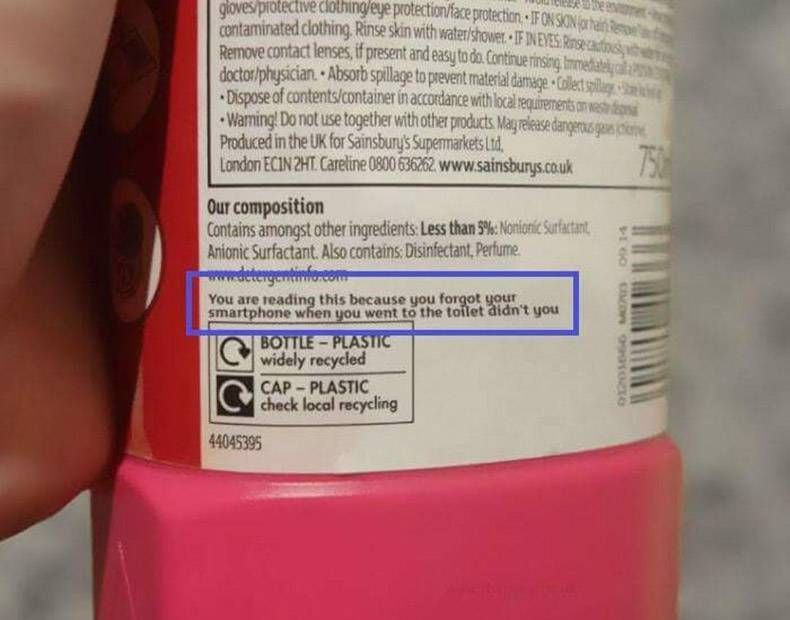 gloves/protective clothing/eye protection/face protection. • IF ON SKIN (or hair): Remove
contaminated clothing. Rinse skin with water/shower. • IF IN EYES: Rinse cautiously with water
Remove contact lenses, if present and easy to do. Continue rinsing. Immediately call a
doctor/physician. • Absorb spillage to prevent material damage. • Collect spillage. •
• Dispose of contents/container in accordance with local requirements on waste disposal
• Warning! Do not use together with other products. May release dangerous gases (chlorine).
Produced in the UK for Sainsbury's Supermarkets Ltd,
London EC1N 2HT. Careline 0800 636262. www.sainsburys.co.uk
750
Our composition
Contains amongst other ingredients: Less than 5%: Nonionic Surfactant,
Anionic Surfactant. Also contains: Disinfectant, Perfume.
www.detergentinfo.com
You are reading this because you forgot your
smartphone when you went to the toilet didn't you
BOTTLE – PLASTIC
widely recycled
CAP – PLASTIC
check local recycling
44045395
09 14